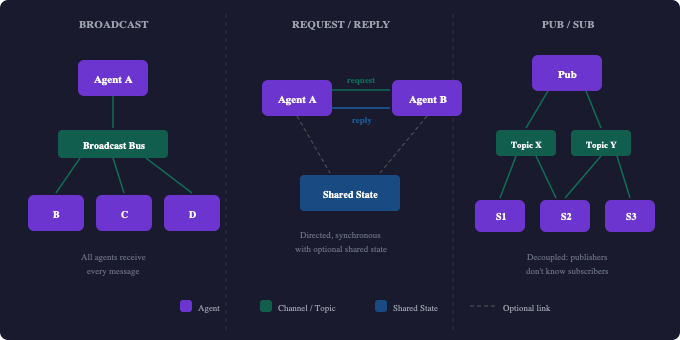 BROADCAST
Agent A
Broadcast Bus
B
C
D
All agents receive
every message
REQUEST / REPLY
Agent A
request
reply
Agent B
Shared State
Directed, synchronous
with optional shared state
PUB / SUB
Pub
Topic X
Topic Y
S1
S2
S3
Decoupled: publishers
don't know subscribers
Agent
Channel / Topic
Shared State
Optional link